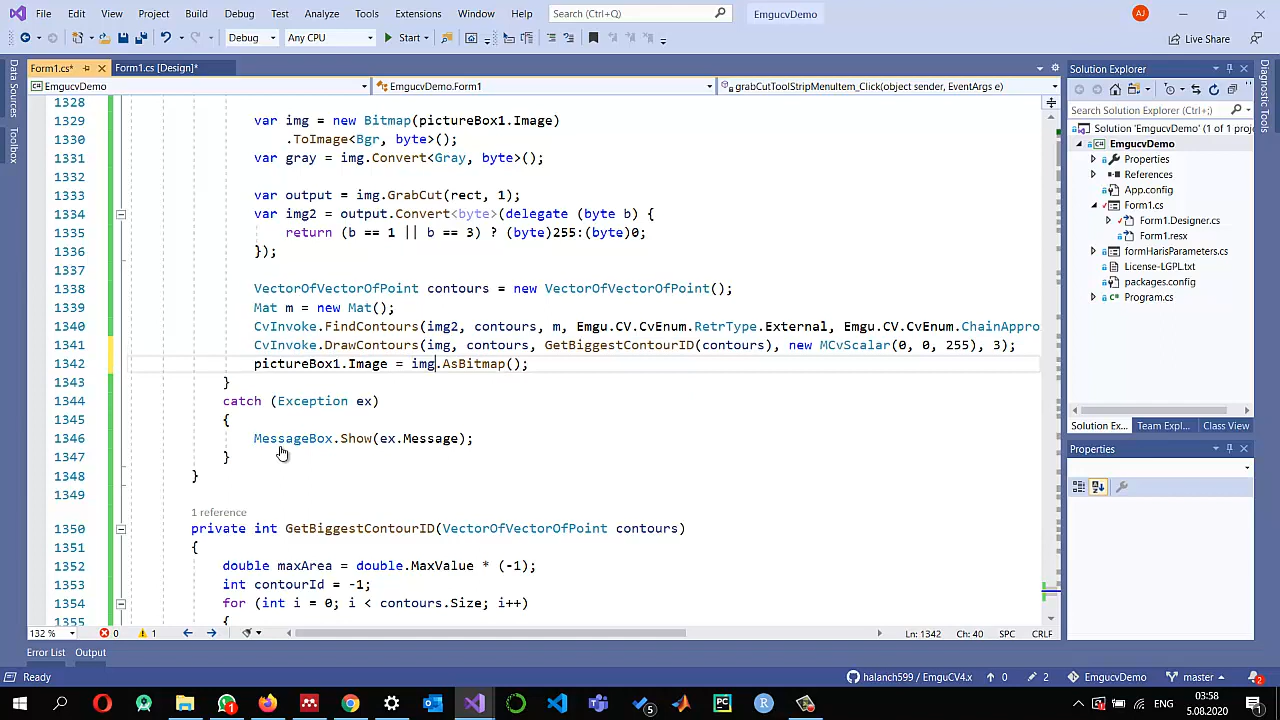 File Edit View Git Project Build Debug Test Analyze Tools Extensions Window Help Search (Ctrl+Q) EmgucvDemo AJ
Debug Any CPU Start Live Share
Form1.cs* Form1.cs [Design]* Solution Explorer
EmgucvDemo EmgucvDemo.Form1 grabCutToolStripMenuItem_Click(object sender, EventArgs e)
Toolbox
Diagnostic Tools
Search Solution Explorer (Ctrl+
Solution 'EmgucvDemo' (1 of 1 proj
EmgucvDemo
Properties
References
App.config
Form1.cs
Form1.Designer.cs
Form1.resx
formHarisParameters.cs
License-LGPL.txt
packages.config
Program.cs
Solution Ex... Team Expl... Class View
Properties
1328
1329 var img = new Bitmap(pictureBox1.Image)
1330 .ToImage<Bgr, byte>();
1331 var gray = img.Convert<Gray, byte>();
1332
1333 var output = img.GrabCut(rect, 1);
1334 var img2 = output.Convert<byte>(delegate (byte b) {
1335 return (b == 1 || b == 3) ? (byte)255:(byte)0;
1336 });
1337
1338 VectorOfVectorOfPoint contours = new VectorOfVectorOfPoint();
1339 Mat m = new Mat();
1340 CvInvoke.FindContours(img2, contours, m, Emgu.CV.CvEnum.RetrType.External, Emgu.CV.CvEnum.ChainAppro
1341 CvInvoke.DrawContours(img, contours, GetBiggestContourID(contours), new MCvScalar(0, 0, 255), 3);
1342 pictureBox1.Image = img.AsBitmap();
1343 }
1344 catch (Exception ex)
1345 {
1346 MessageBox.Show(ex.Message);
1347 }
1348 }
1349
1 reference
1350 private int GetBiggestContourID(VectorOfVectorOfPoint contours)
1351 {
1352 double maxArea = double.MaxValue * (-1);
1353 int contourId = -1;
1354 for (int i = 0; i < contours.Size; i++)
1355 {
132 % 0 1 Ln: 1342 Ch: 40 SPC CRLF
Error List Output
Ready halanch599 / EmguCV4.x 0 2 EmgucvDemo master 2
1 5 03:58
5.08.2020 1